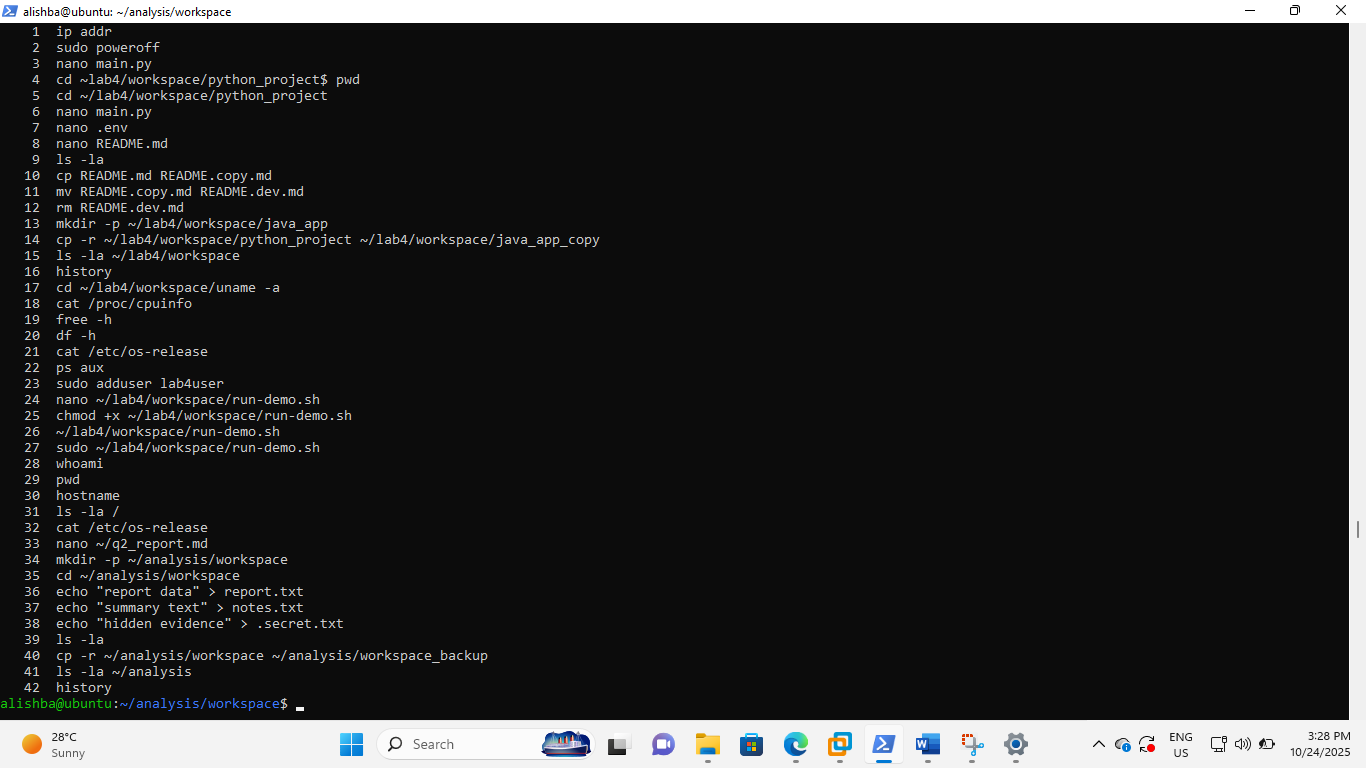 alishba@ubuntu: ~/analysis/workspace
1 ip addr
2 sudo poweroff
3 nano main.py
4 cd ~lab4/workspace/python_project$ pwd
5 cd ~/lab4/workspace/python_project
6 nano main.py
7 nano .env
8 nano README.md
9 ls -la
10 cp README.md README.copy.md
11 mv README.copy.md README.dev.md
12 rm README.dev.md
13 mkdir -p ~/lab4/workspace/java_app
14 cp -r ~/lab4/workspace/python_project ~/lab4/workspace/java_app_copy
15 ls -la ~/lab4/workspace
16 history
17 cd ~/lab4/workspace/uname -a
18 cat /proc/cpuinfo
19 free -h
20 df -h
21 cat /etc/os-release
22 ps aux
23 sudo adduser lab4user
24 nano ~/lab4/workspace/run-demo.sh
25 chmod +x ~/lab4/workspace/run-demo.sh
26 ~/lab4/workspace/run-demo.sh
27 sudo ~/lab4/workspace/run-demo.sh
28 whoami
29 pwd
30 hostname
31 ls -la /
32 cat /etc/os-release
33 nano ~/q2_report.md
34 mkdir -p ~/analysis/workspace
35 cd ~/analysis/workspace
36 echo "report data" > report.txt
37 echo "summary text" > notes.txt
38 echo "hidden evidence" > .secret.txt
39 ls -la
40 cp -r ~/analysis/workspace ~/analysis/workspace_backup
41 ls -la ~/analysis
42 history
alishba@ubuntu:~/analysis/workspace$
28°C
Sunny
Search
ENG
US
3:28 PM
10/24/2025